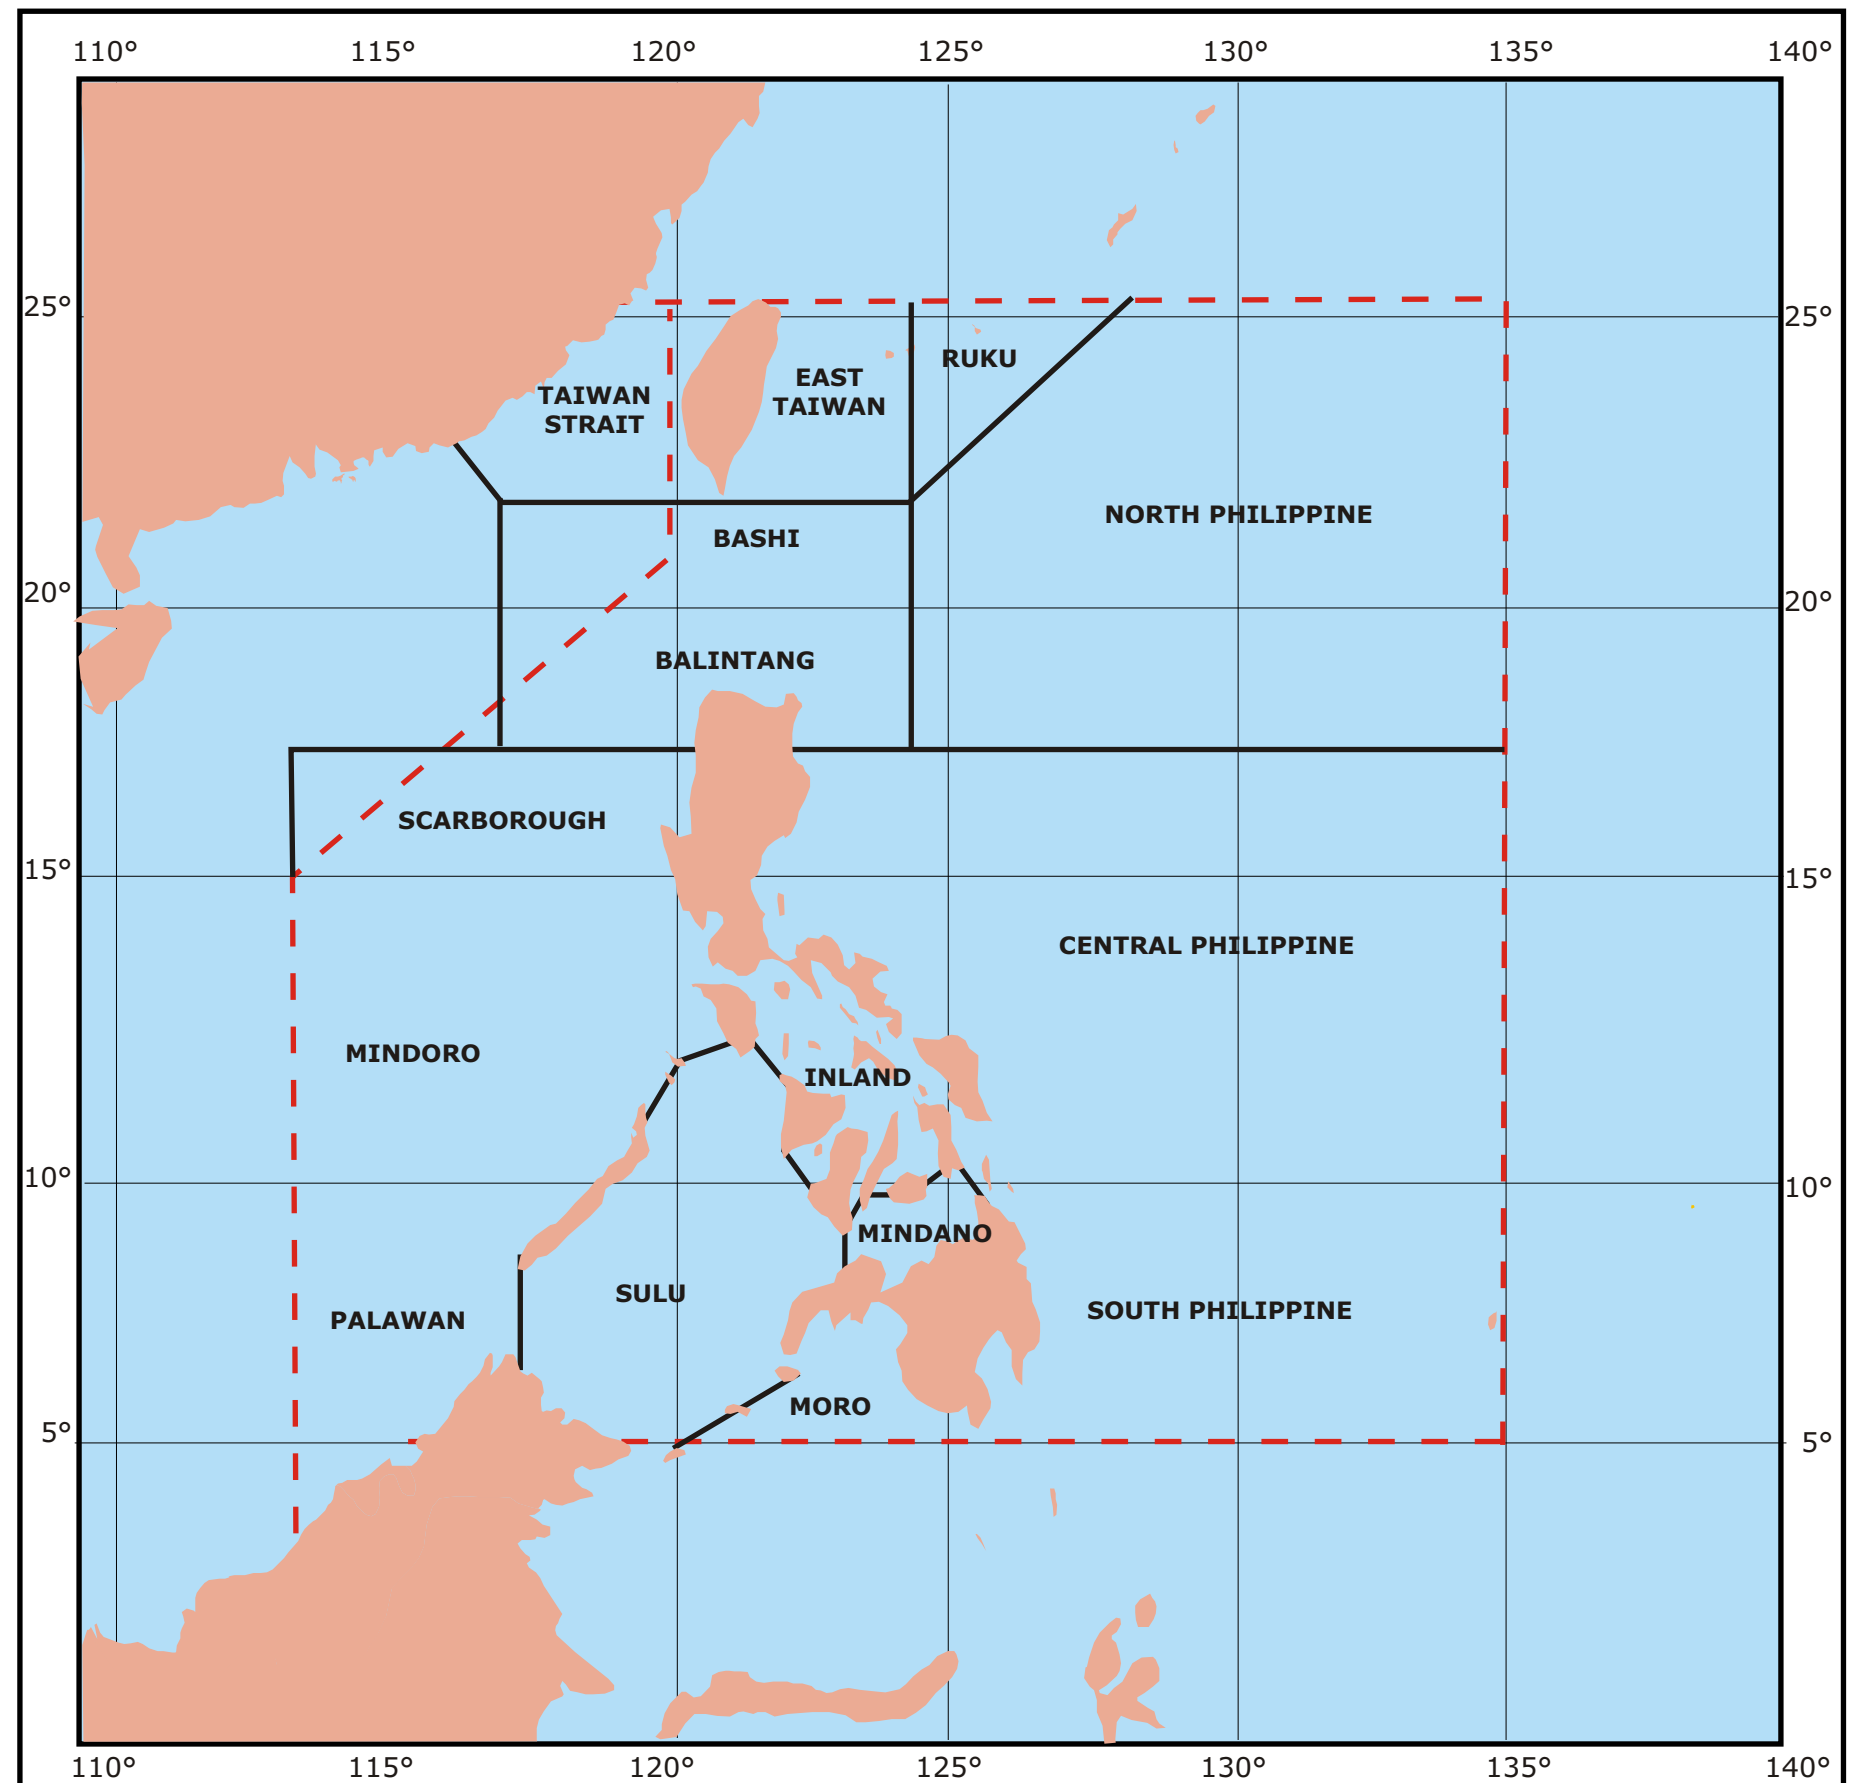 110° 115° 120° 125° 130° 135° 140°
25° 25°
RUKU
EAST
TAIWAN
TAIWAN
STRAIT
NORTH PHILIPPINE
BASHI
20° 20°
BALINTANG
SCARBOROUGH
15° 15°
CENTRAL PHILIPPINE
MINDORO
INLAND
10° 10°
MINDANO
SULU
SOUTH PHILIPPINE
PALAWAN
MORO
5° 5°
110° 115° 120° 125° 130° 135° 140°